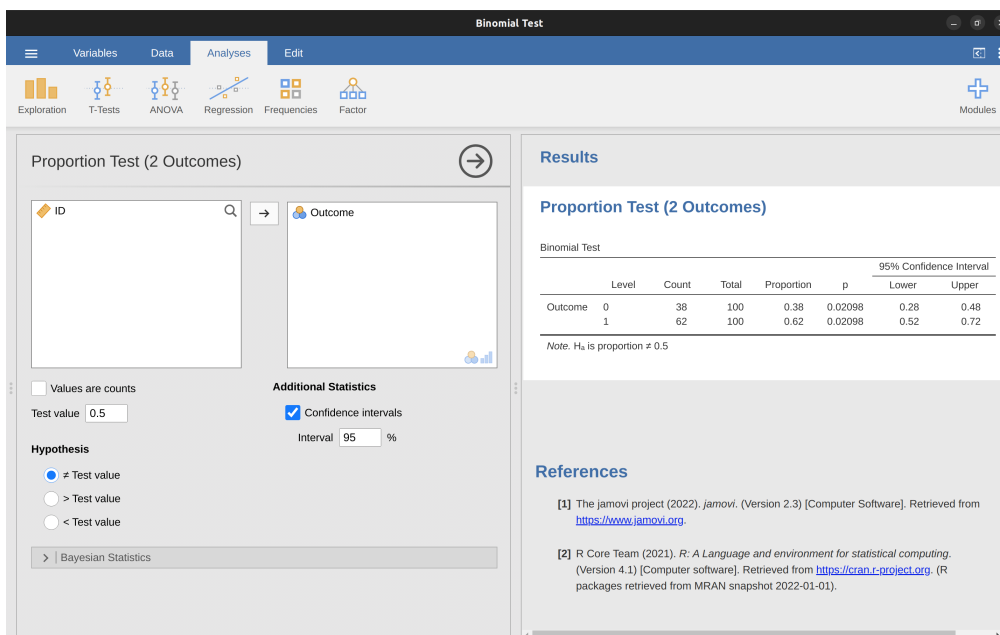 Binomial Test
Variables Data Analyses Edit
Exploration T-Tests ANOVA Regression Frequencies Factor Modules
Proportion Test (2 Outcomes)
ID
Outcome
Values are counts
Test value 0.5
Hypothesis
≠ Test value
> Test value
< Test value
Additional Statistics
Confidence intervals
Interval 95 %
Bayesian Statistics
Results
Proportion Test (2 Outcomes)
Binomial Test
95% Confidence Interval
Level Count Total Proportion p Lower Upper
Outcome 0 38 100 0.38 0.02098 0.28 0.48
1 62 100 0.62 0.02098 0.52 0.72
Note. Hₐ is proportion ≠ 0.5
References
[1] The jamovi project (2022). jamovi. (Version 2.3) [Computer Software]. Retrieved from
https://www.jamovi.org.
[2] R Core Team (2021). R: A Language and environment for statistical computing.
(Version 4.1) [Computer software]. Retrieved from https://cran.r-project.org. (R
packages retrieved from MRAN snapshot 2022-01-01).